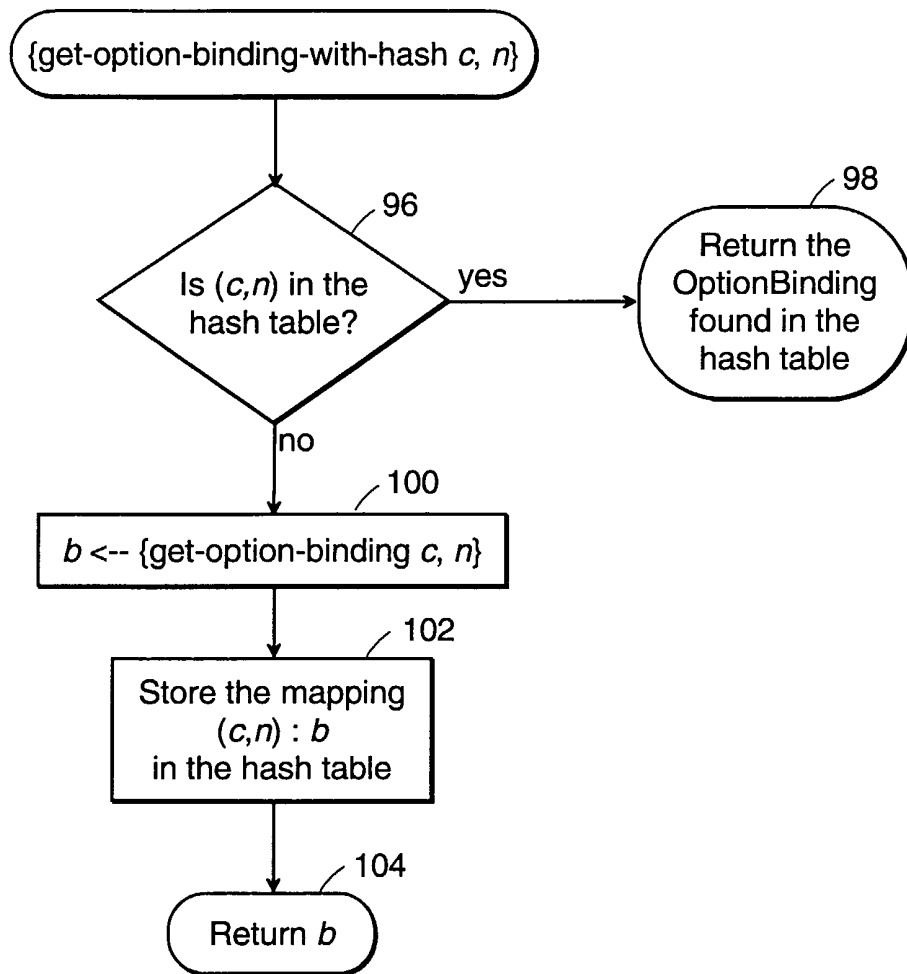 {get-option-binding-with-hash c, n}
96
Is (c,n) in the
hash table?
yes
98
Return the
OptionBinding
found in the
hash table
no
100
b <-- {get-option-binding c, n}
102
Store the mapping
(c,n) : b
in the hash table
104
Return b